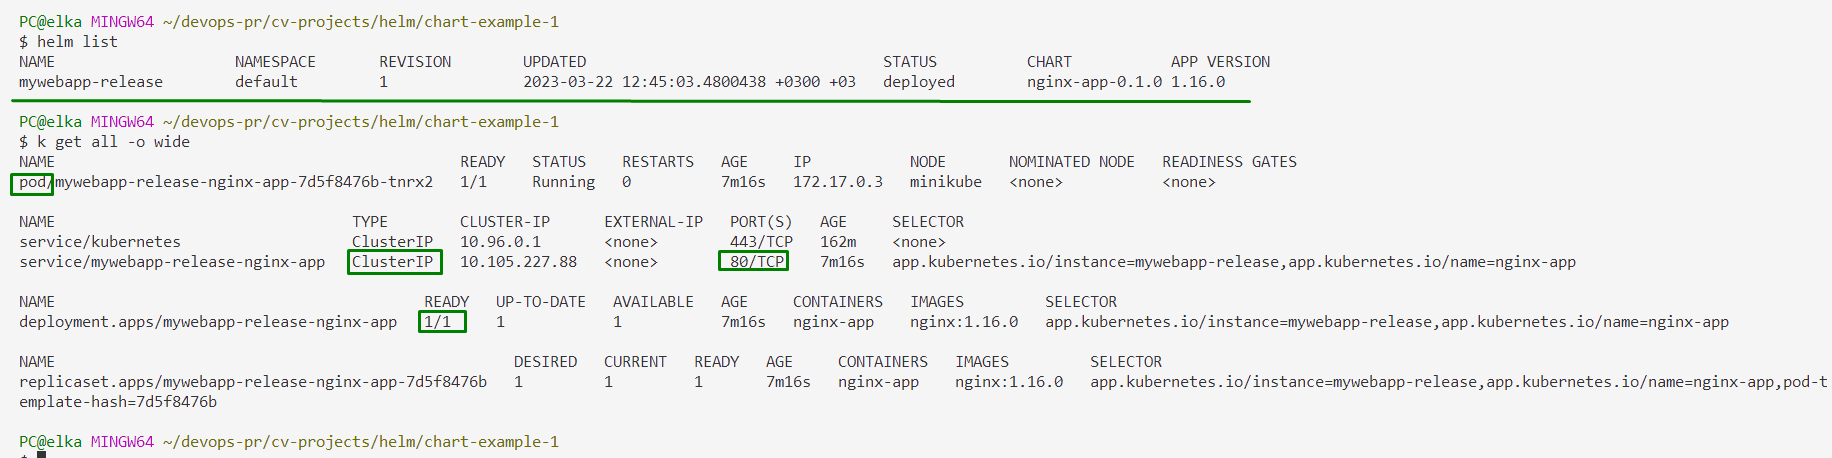 PC@elka MINGW64 ~/devops-pr/cv-projects/helm/chart-example-1
$ helm list
NAME NAMESPACE REVISION UPDATED STATUS CHART APP VERSION
mywebapp-release default 1 2023-03-22 12:45:03.4800438 +0300 +03 deployed nginx-app-0.1.0 1.16.0
PC@elka MINGW64 ~/devops-pr/cv-projects/helm/chart-example-1
$ k get all -o wide
NAME READY STATUS RESTARTS AGE IP NODE NOMINATED NODE READINESS GATES
pod/mywebapp-release-nginx-app-7d5f8476b-tnrx2 1/1 Running 0 7m16s 172.17.0.3 minikube <none> <none>
NAME TYPE CLUSTER-IP EXTERNAL-IP PORT(S) AGE SELECTOR
service/kubernetes ClusterIP 10.96.0.1 <none> 443/TCP 162m <none>
service/mywebapp-release-nginx-app ClusterIP 10.105.227.88 <none> 80/TCP 7m16s app.kubernetes.io/instance=mywebapp-release,app.kubernetes.io/name=nginx-app
NAME READY UP-TO-DATE AVAILABLE AGE CONTAINERS IMAGES SELECTOR
deployment.apps/mywebapp-release-nginx-app 1/1 1 1 7m16s nginx-app nginx:1.16.0 app.kubernetes.io/instance=mywebapp-release,app.kubernetes.io/name=nginx-app
NAME DESIRED CURRENT READY AGE CONTAINERS IMAGES SELECTOR
replicaset.apps/mywebapp-release-nginx-app-7d5f8476b 1 1 1 7m16s nginx-app nginx:1.16.0 app.kubernetes.io/instance=mywebapp-release,app.kubernetes.io/name=nginx-app,pod-t
emplate-hash=7d5f8476b
PC@elka MINGW64 ~/devops-pr/cv-projects/helm/chart-example-1
$